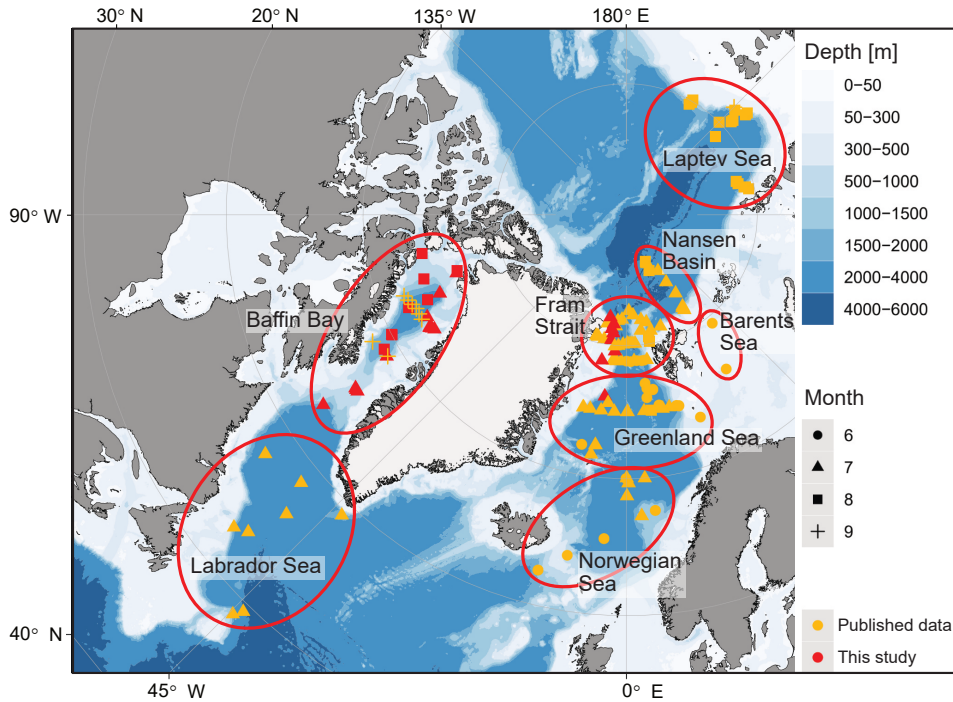 30° N
20° N
135° W
180° E
90° W
40° N
45° W
0° E
Laptev Sea
Nansen
Basin
Fram
Strait
Barents
Sea
Baffin Bay
Greenland Sea
Labrador Sea
Norwegian
Sea
Depth [m]
0−50
50−300
300−500
500−1000
1000−1500
1500−2000
2000−4000
4000−6000
Month
6
7
8
9
Published data
This study